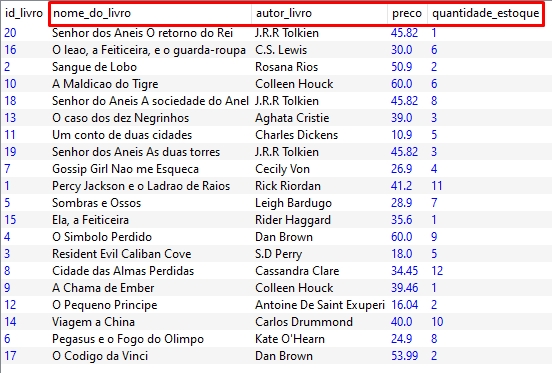 id_livro nome_do_livro autor_livro preco quantidade_estoque
20 Senhor dos Aneis O retorno do Rei J.R.R Tolkien 45.82 1
16 O leao, a Feiticeira, e o guarda-roupa C.S. Lewis 30.0 6
2 Sangue de Lobo Rosana Rios 50.9 2
10 A Maldicao do Tigre Colleen Houck 60.0 6
18 Senhor do Aneis A sociedade do Anel J.R.R Tolkien 45.82 8
13 O caso dos dez Negrinhos Aghata Cristie 39.0 3
11 Um conto de duas cidades Charles Dickens 10.9 5
19 Senhor dos Aneis As duas torres J.R.R Tolkien 45.82 3
7 Gossip Girl Nao me Esqueca Cecily Von 26.9 4
1 Percy Jackson e o Ladrao de Raios Rick Riordan 41.2 11
5 Sombras e Ossos Leigh Bardugo 28.9 7
15 Ela, a Feiticeira Rider Haggard 35.6 1
4 O Simbolo Perdido Dan Brown 60.0 9
3 Resident Evil Caliban Cove S.D Perry 18.0 5
8 Cidade das Almas Perdidas Cassandra Clare 34.45 12
9 A Chama de Ember Colleen Houck 39.46 1
12 O Pequeno Principe Antoine De Saint Exuperi 16.04 2
14 Viagem a China Carlos Drummond 40.0 10
6 Pegasus e o Fogo do Olimpo Kate O'Hearn 24.9 8
17 O Codigo da Vinci Dan Brown 53.99 2